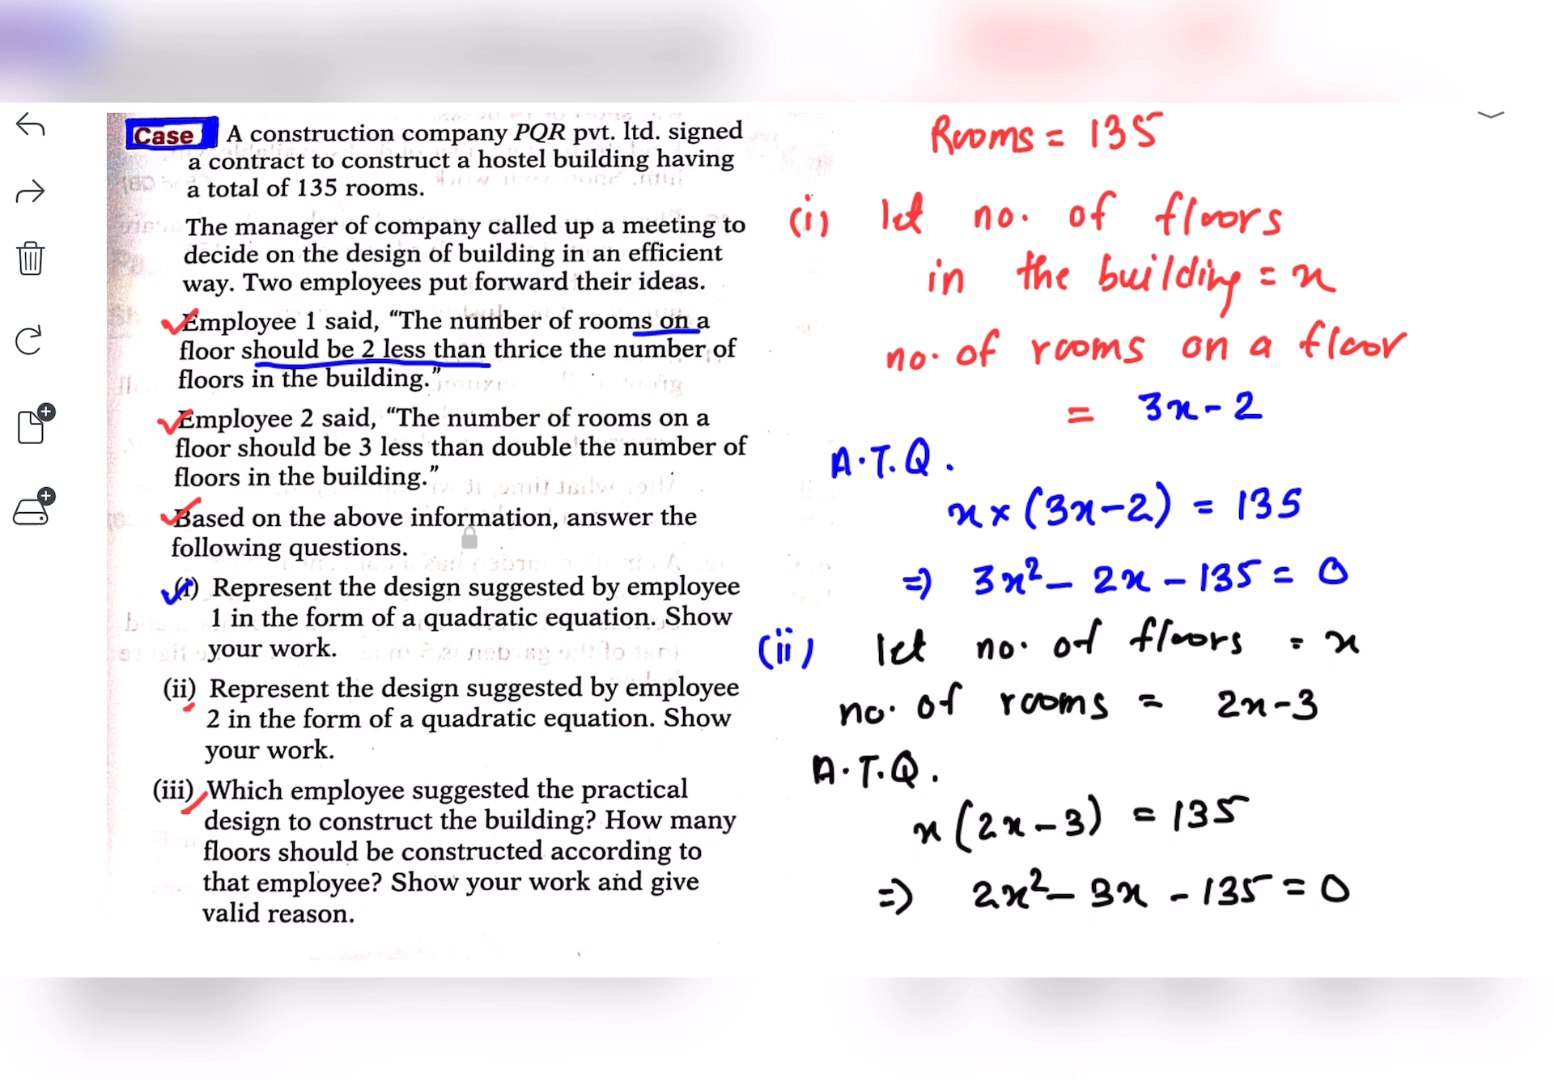 Case A construction company PQR pvt. ltd. signed
a contract to construct a hostel building having
a total of 135 rooms.
The manager of company called up a meeting to
decide on the design of building in an efficient
way. Two employees put forward their ideas.
Employee 1 said, “The number of rooms on a
floor should be 2 less than thrice the number of
floors in the building.”
Employee 2 said, “The number of rooms on a
floor should be 3 less than double the number of
floors in the building.”
Based on the above information, answer the
following questions.
(i) Represent the design suggested by employee
1 in the form of a quadratic equation. Show
your work.
(ii) Represent the design suggested by employee
2 in the form of a quadratic equation. Show
your work.
(iii) Which employee suggested the practical
design to construct the building? How many
floors should be constructed according to
that employee? Show your work and give
valid reason.
Rooms = 135
(i) let no. of floors
in the building = x
no. of rooms on a floor
= 3x - 2
A.T.Q.
x × (3x-2) = 135
=) 3x² - 2x - 135 = 0
(ii) let no. of floors = x
no. of rooms = 2x-3
A.T.Q.
x (2x-3) = 135
=) 2x² - 3x - 135 = 0